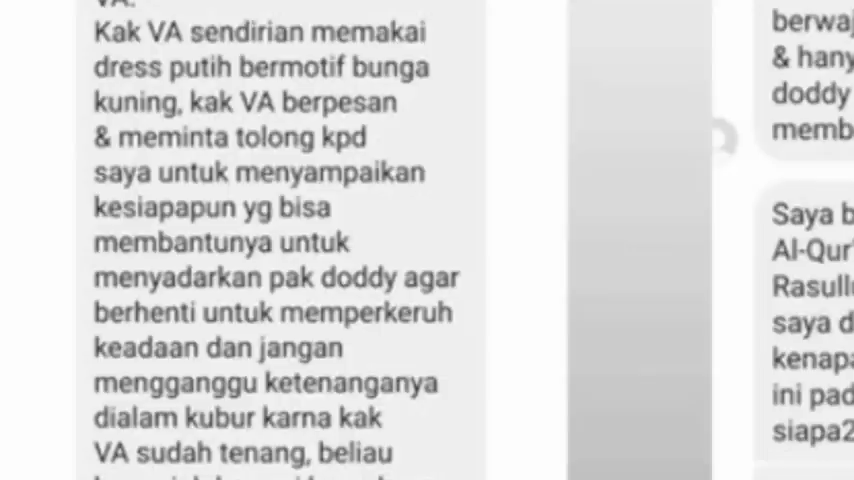 VA.
Kak VA sendirian memakai
dress putih bermotif bunga
kuning, kak VA berpesan
& meminta tolong kpd
saya untuk menyampaikan
kesiapapun yg bisa
membantunya untuk
menyadarkan pak doddy agar
berhenti untuk memperkeruh
keadaan dan jangan
mengganggu ketenanganya
dialam kubur karna kak
VA sudah tenang, beliau
berwaj
& hany
doddy
memb
Saya b
Al-Qur'
Rasullu
saya d
kenapa
ini pad
siapa2